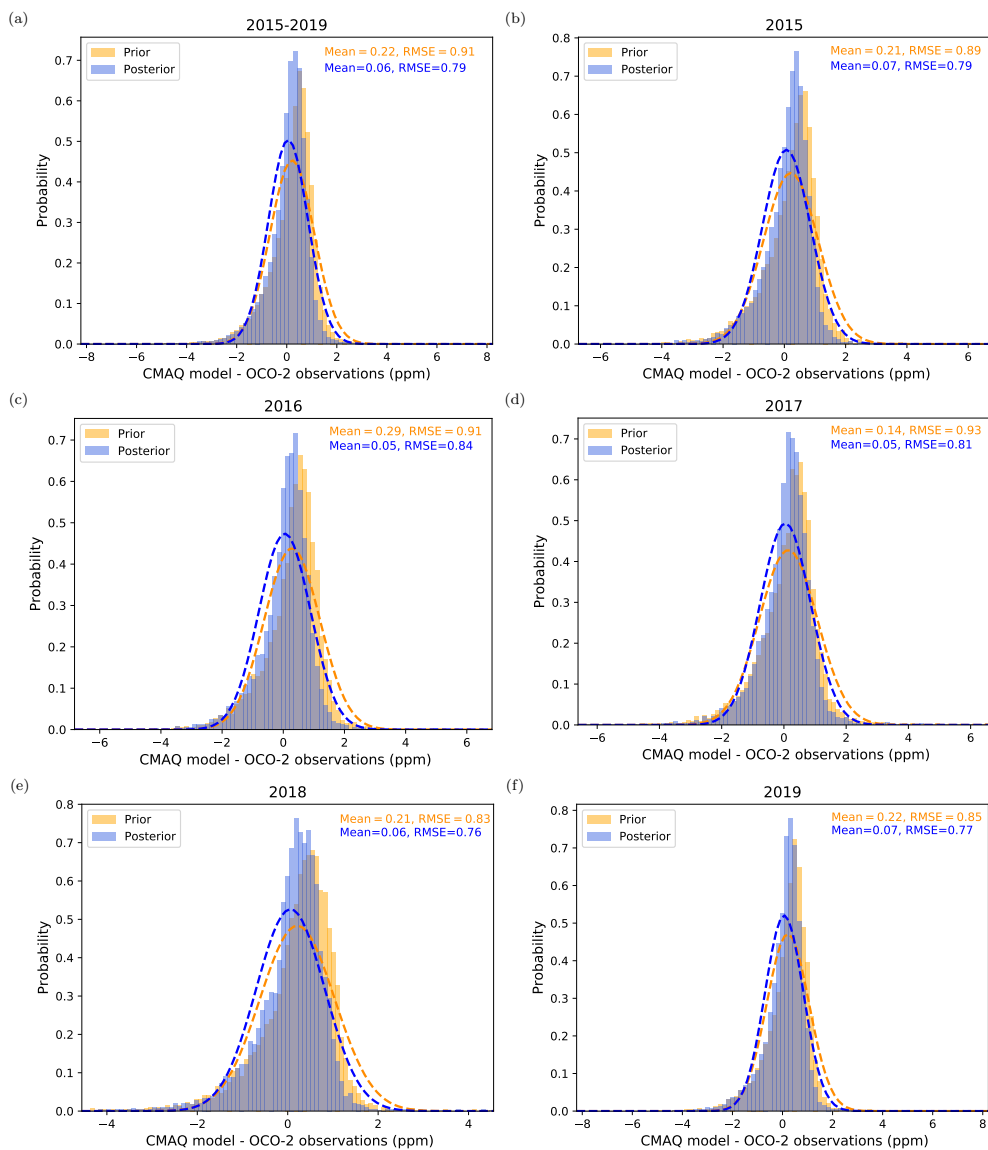 (a)
2015-2019
Prior
Posterior
Mean = 0.22, RMSE = 0.91
Mean=0.06, RMSE=0.79
Probability
0.0
0.1
0.2
0.3
0.4
0.5
0.6
0.7
−8 −6 −4 −2 0 2 4 6 8
CMAQ model - OCO-2 observations (ppm)
(b)
2015
Prior
Posterior
Mean = 0.21, RMSE = 0.89
Mean=0.07, RMSE=0.79
Probability
0.0
0.1
0.2
0.3
0.4
0.5
0.6
0.7
0.8
−6 −4 −2 0 2 4 6
CMAQ model - OCO-2 observations (ppm)
(c)
2016
Prior
Posterior
Mean = 0.29, RMSE = 0.91
Mean=0.05, RMSE=0.84
Probability
0.0
0.1
0.2
0.3
0.4
0.5
0.6
0.7
−6 −4 −2 0 2 4 6
CMAQ model - OCO-2 observations (ppm)
(d)
2017
Prior
Posterior
Mean = 0.14, RMSE = 0.93
Mean=0.05, RMSE=0.81
Probability
0.0
0.1
0.2
0.3
0.4
0.5
0.6
0.7
−6 −4 −2 0 2 4 6
CMAQ model - OCO-2 observations (ppm)
(e)
2018
Prior
Posterior
Mean = 0.21, RMSE = 0.83
Mean=0.06, RMSE=0.76
Probability
0.0
0.1
0.2
0.3
0.4
0.5
0.6
0.7
0.8
−4 −2 0 2 4
CMAQ model - OCO-2 observations (ppm)
(f)
2019
Prior
Posterior
Mean = 0.22, RMSE = 0.85
Mean=0.07, RMSE=0.77
Probability
0.0
0.1
0.2
0.3
0.4
0.5
0.6
0.7
0.8
−8 −6 −4 −2 0 2 4 6 8
CMAQ model - OCO-2 observations (ppm)